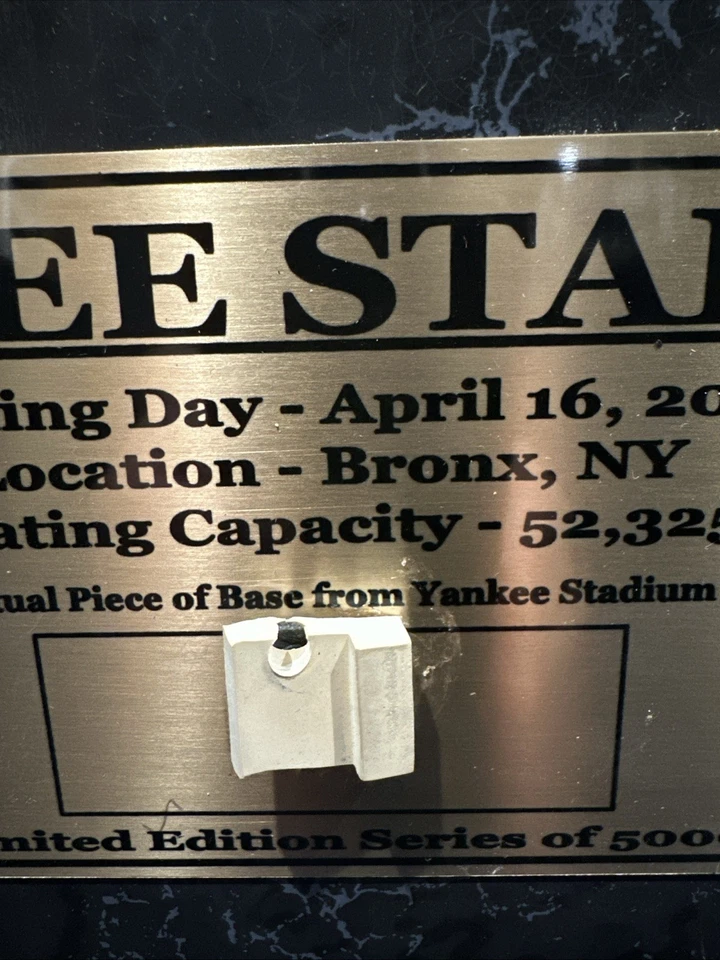 EE STA
ing Day - April 16, 20
Location - Bronx, NY
ating Capacity - 52,325
tual Piece of Base from Yankee Stadium
mited Edition Series of 500